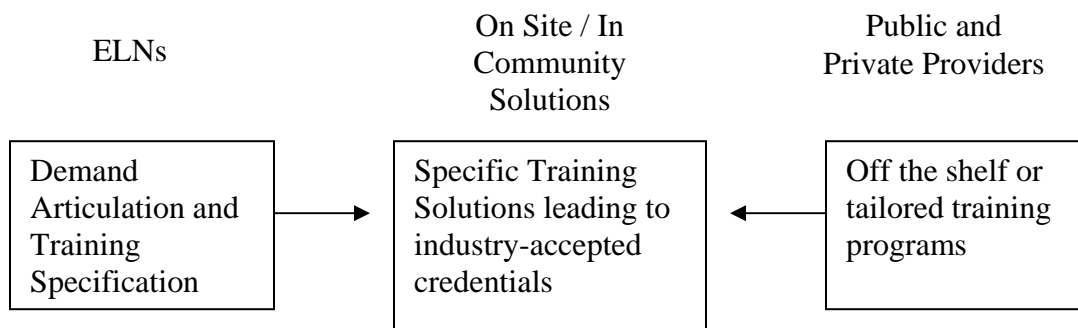 ELNs
On Site / In
Community
Solutions
Public and
Private Providers
Demand
Articulation and
Training
Specification
Specific Training
Solutions leading to
industry-accepted
credentials
Off the shelf or
tailored training
programs